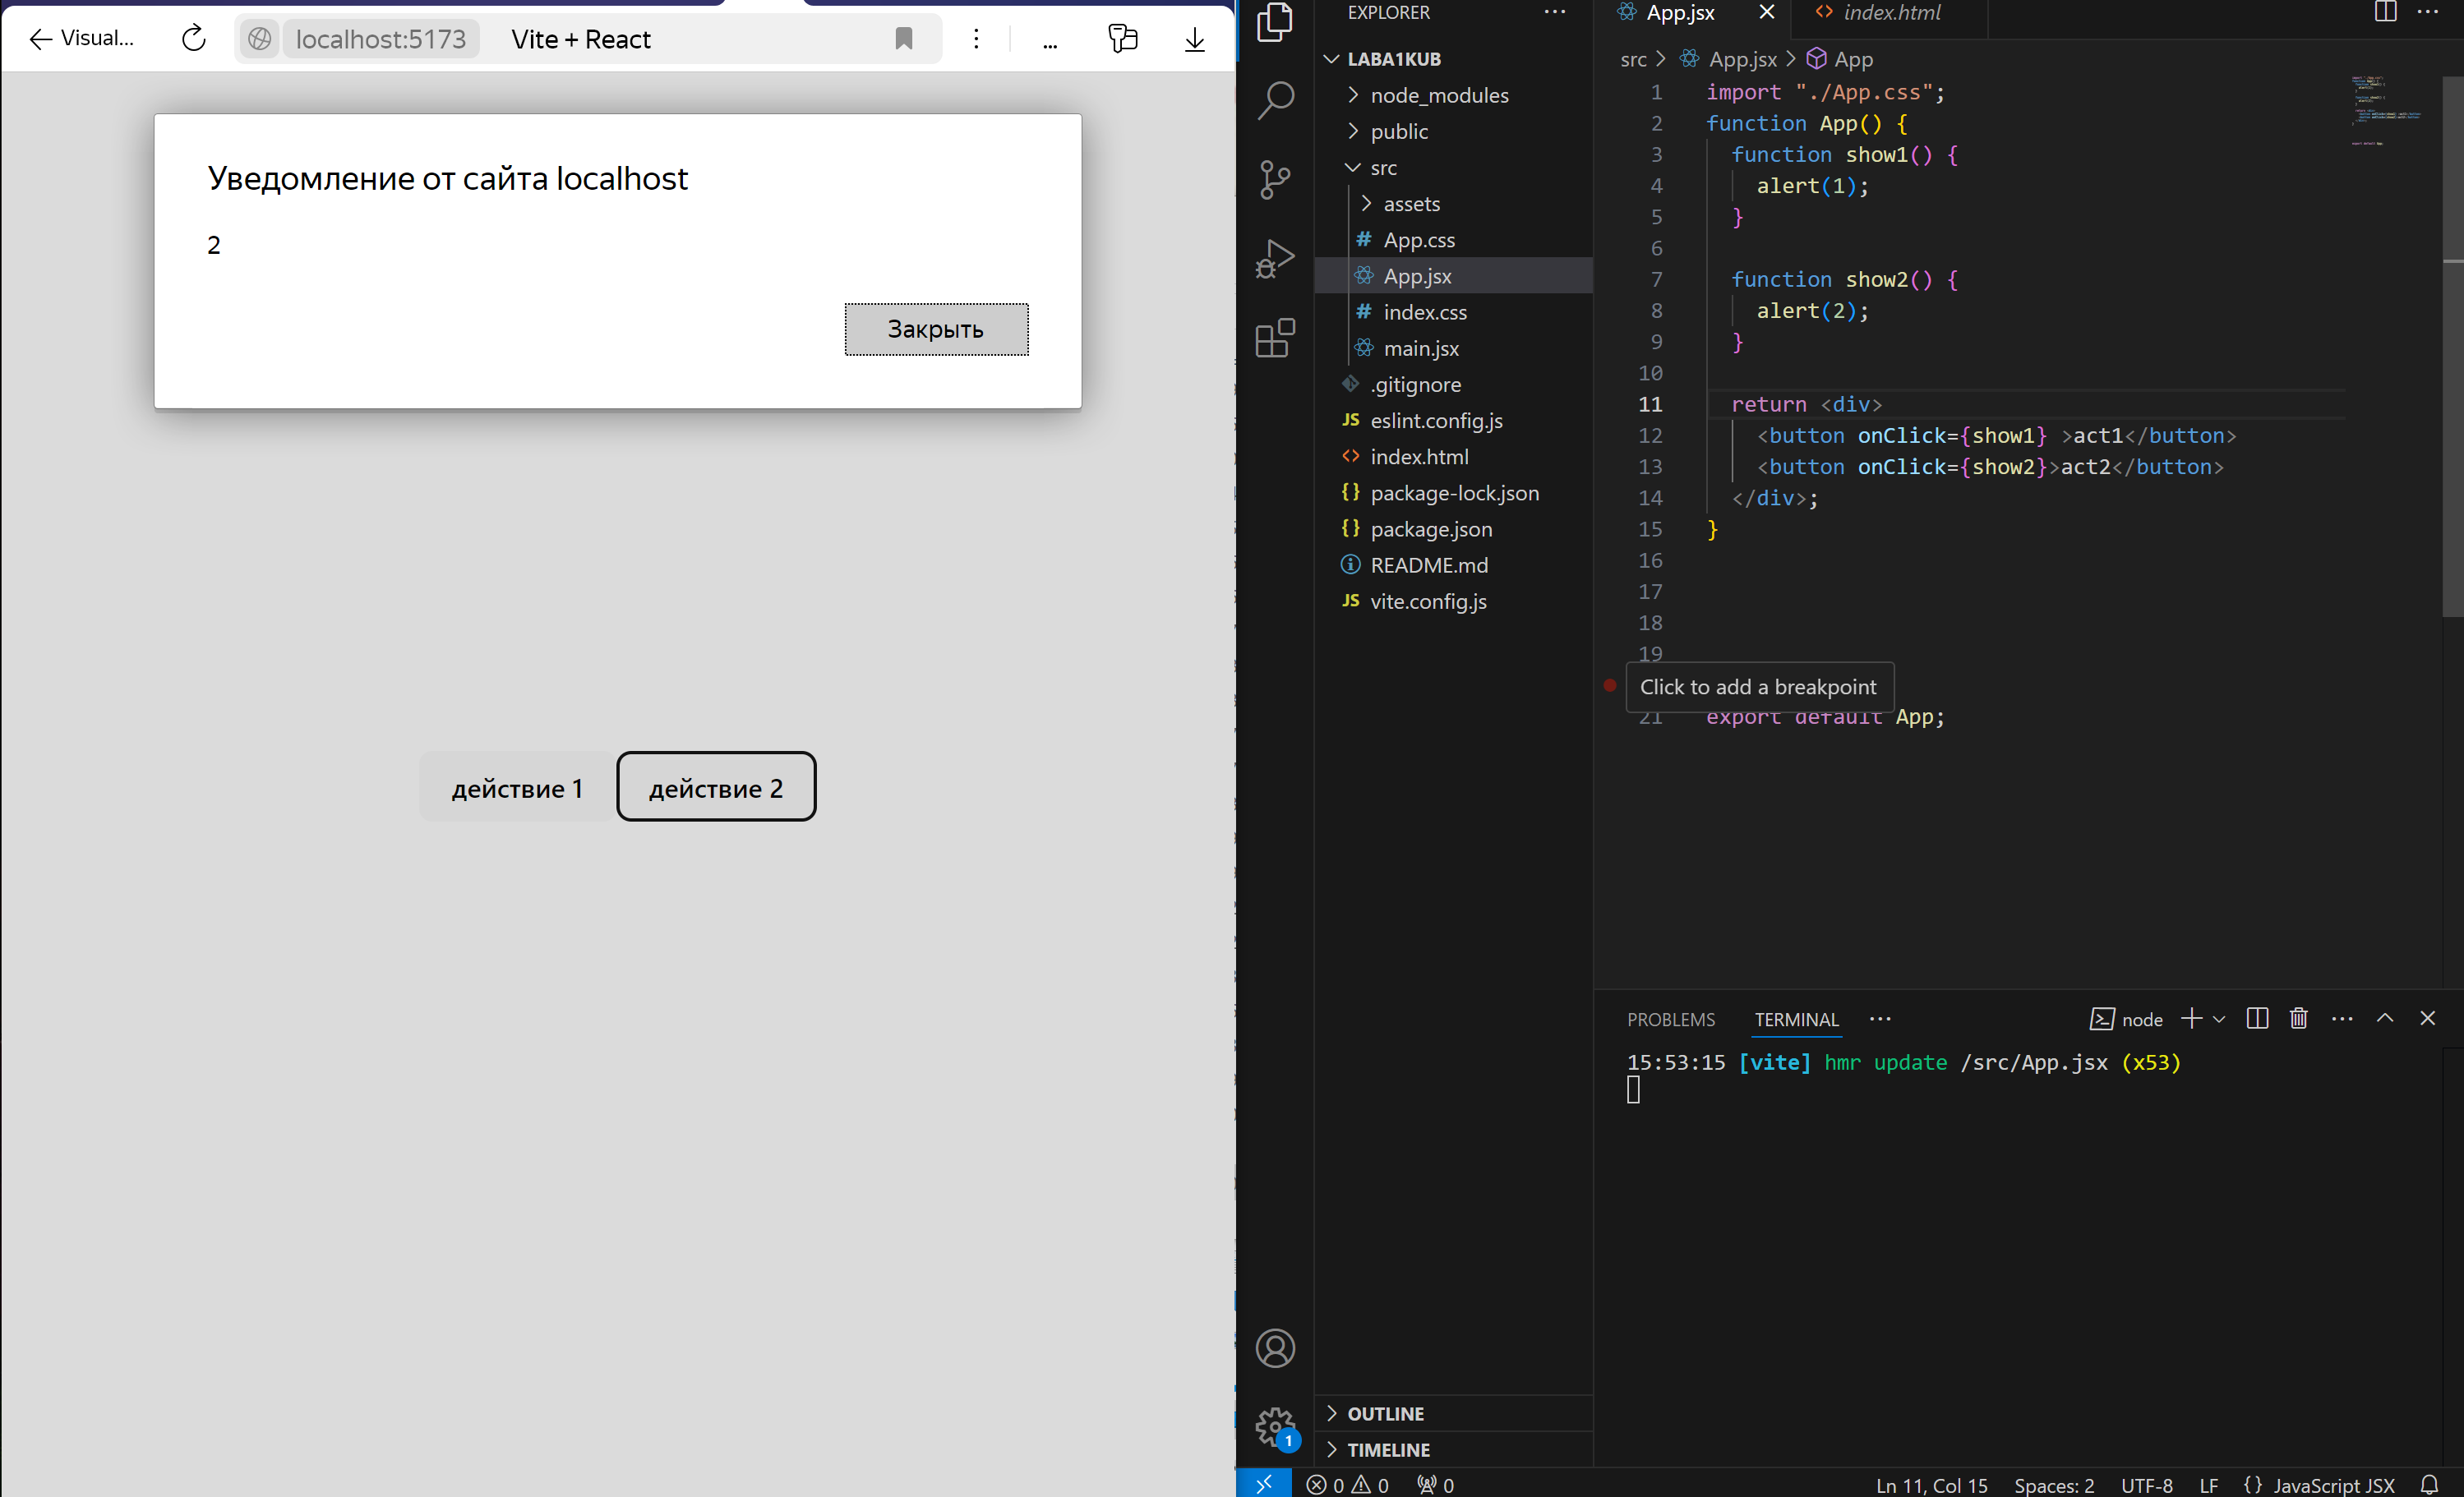 Visual...
localhost:5173
Vite + React
...
Уведомление от сайта localhost
2
Закрыть
действие 1
действие 2
EXPLORER
LABA1KUB
node_modules
public
src
assets
# App.css
App.jsx
# index.css
main.jsx
.gitignore
JS eslint.config.js
<> index.html
{} package-lock.json
{} package.json
README.md
JS vite.config.js
OUTLINE
TIMELINE
1
App.jsx
<> index.html
src > App.jsx > App
1 import "./App.css";
2 function App() {
3 function show1() {
4 alert(1);
5 }
6
7 function show2() {
8 alert(2);
9 }
10
11 return <div>
12 <button onClick={show1} >act1</button>
13 <button onClick={show2}>act2</button>
14 </div>;
15 }
16
17
18
19
Click to add a breakpoint
21 export default App;
PROBLEMS
TERMINAL
node
15:53:15 [vite] hmr update /src/App.jsx (x53)
0 0 0
Ln 11, Col 15
Spaces: 2
UTF-8
LF
{} JavaScript JSX